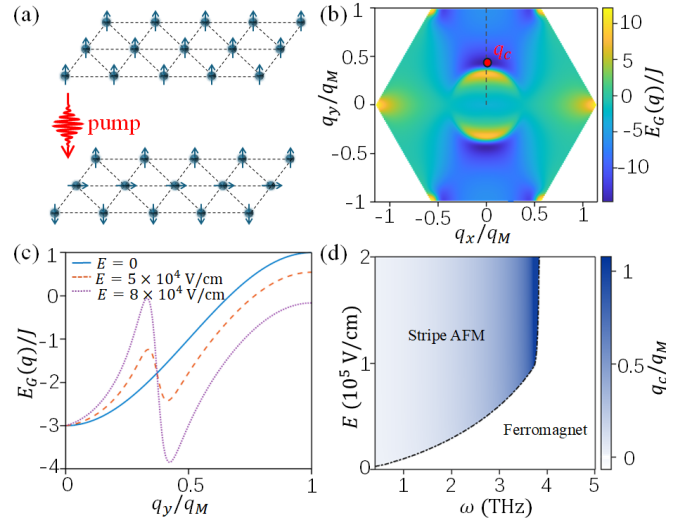 (a)
pump
(b)
q_y/q_M
1
0.5
0
-0.5
-1
q_c
-1
-0.5
0
0.5
1
q_x/q_M
10
5
0
-5
-10
E_G(q)/J
(c)
E = 0
E = 5 × 10^4 V/cm
E = 8 × 10^4 V/cm
E_G(q)/J
1
0
-1
-2
-3
-4
0
0.5
1
q_y/q_M
(d)
E (10^5 V/cm)
2
1
0
Stripe AFM
Ferromagnet
1
2
3
4
5
ω (THz)
1
0.5
0
q_c/q_M